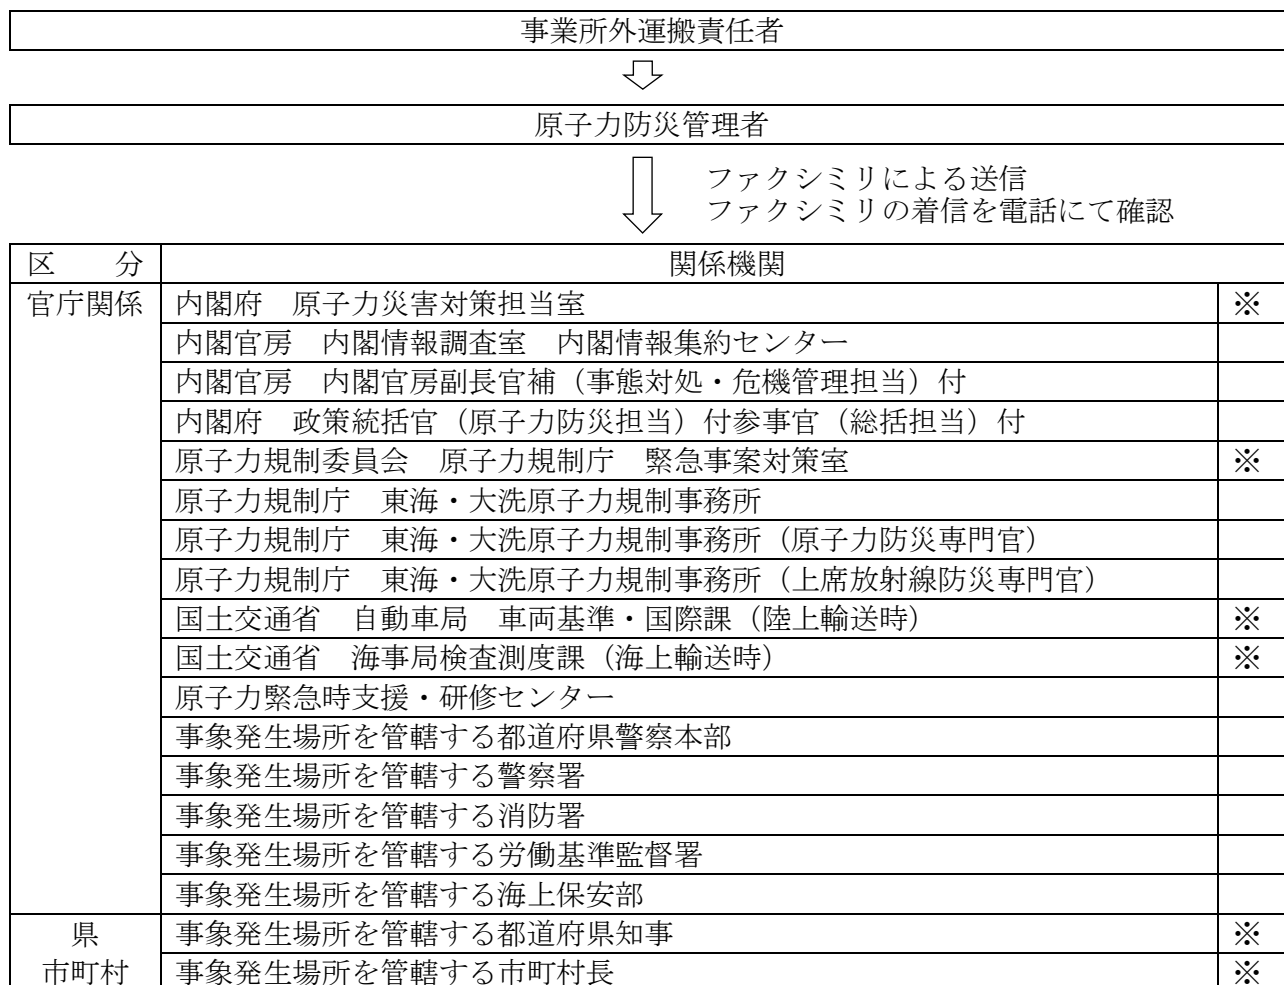 事業所外運搬責任者
原子力防災管理者
ファクシミリによる送信
ファクシミリの着信を電話にて確認
区　　分　関係機関
官庁関係　内閣府　原子力災害対策担当室　※
内閣官房　内閣情報調査室　内閣情報集約センター
内閣官房　内閣官房副長官補（事態対処・危機管理担当）付
内閣府　政策統括官（原子力防災担当）付参事官（総括担当）付
原子力規制委員会　原子力規制庁　緊急事案対策室　※
原子力規制庁　東海・大洗原子力規制事務所
原子力規制庁　東海・大洗原子力規制事務所（原子力防災専門官）
原子力規制庁　東海・大洗原子力規制事務所（上席放射線防災専門官）
国土交通省　自動車局　車両基準・国際課（陸上輸送時）　※
国土交通省　海事局検査測度課（海上輸送時）　※
原子力緊急時支援・研修センター
事象発生場所を管轄する都道府県警察本部
事象発生場所を管轄する警察署
事象発生場所を管轄する消防署
事象発生場所を管轄する労働基準監督署
事象発生場所を管轄する海上保安部
県　事象発生場所を管轄する都道府県知事　※
市町村　事象発生場所を管轄する市町村長　※